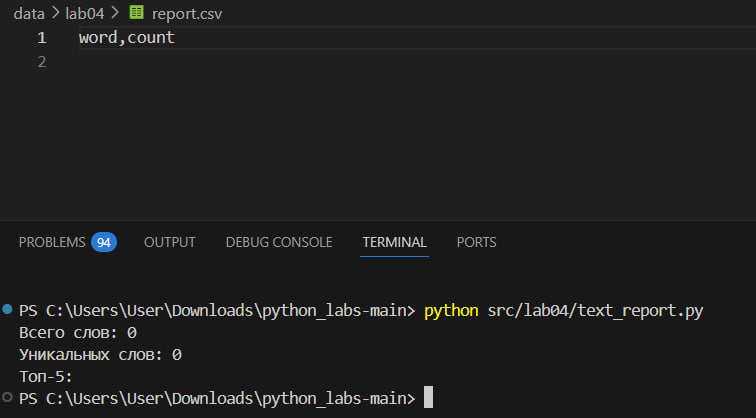 data > lab04 > report.csv
1 word,count
2
PROBLEMS 94 OUTPUT DEBUG CONSOLE TERMINAL PORTS
PS C:\Users\User\Downloads\python_labs-main> python src/lab04/text_report.py
Всего слов: 0
Уникальных слов: 0
Топ-5:
PS C:\Users\User\Downloads\python_labs-main>